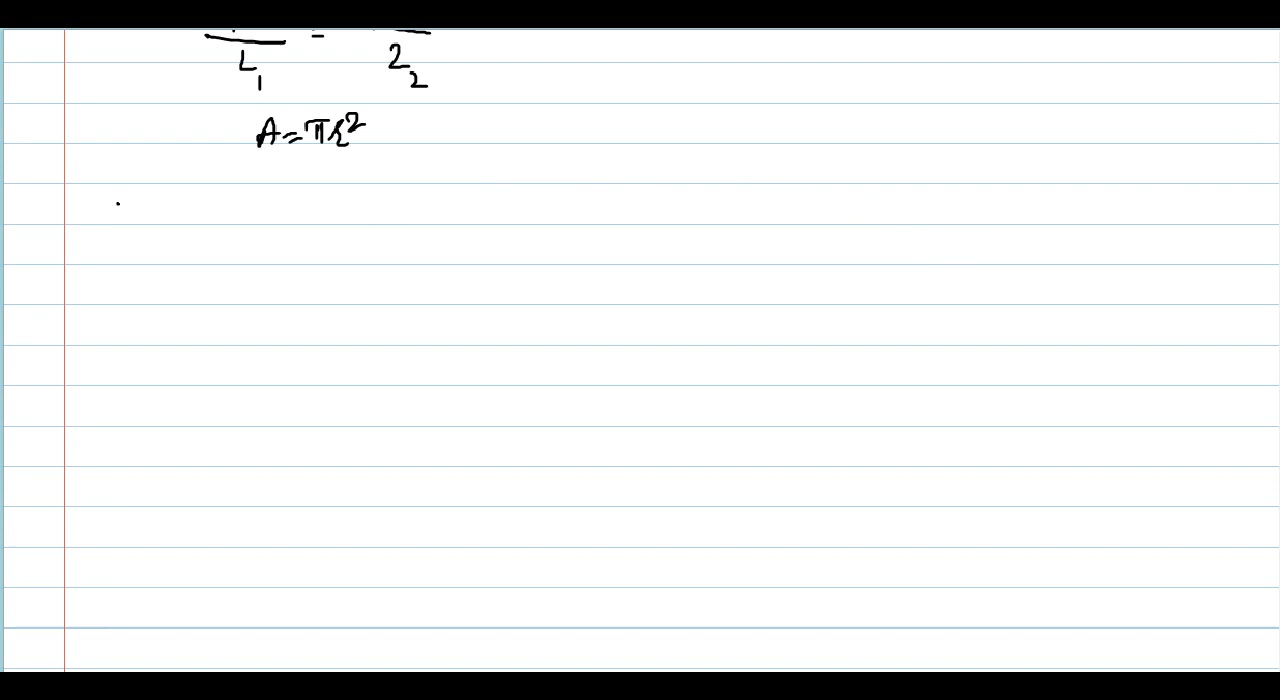 L₁ = 2₂
A=πr²